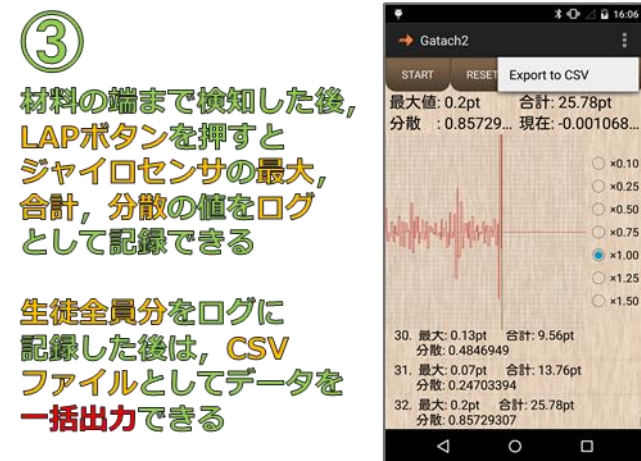 ③
材料の端まで検知した後，
LAPボタンを押すと
ジャイロセンサの最大，
合計，分散の値をログ
として記録できる
生徒全員分をログに
記録した後は，CSV
ファイルとしてデータを
一括出力できる
16:06
Gatach2
START RESET Export to CSV
最大値: 0.2pt 合計: 25.78pt
分散 : 0.85729... 現在: -0.001068...
×0.10
×0.25
×0.50
×0.75
×1.00
×1.25
×1.50
30. 最大: 0.13pt 合計: 9.56pt
分散: 0.4846949
31. 最大: 0.07pt 合計: 13.76pt
分散: 0.24703394
32. 最大: 0.2pt 合計: 25.78pt
分散: 0.85729307